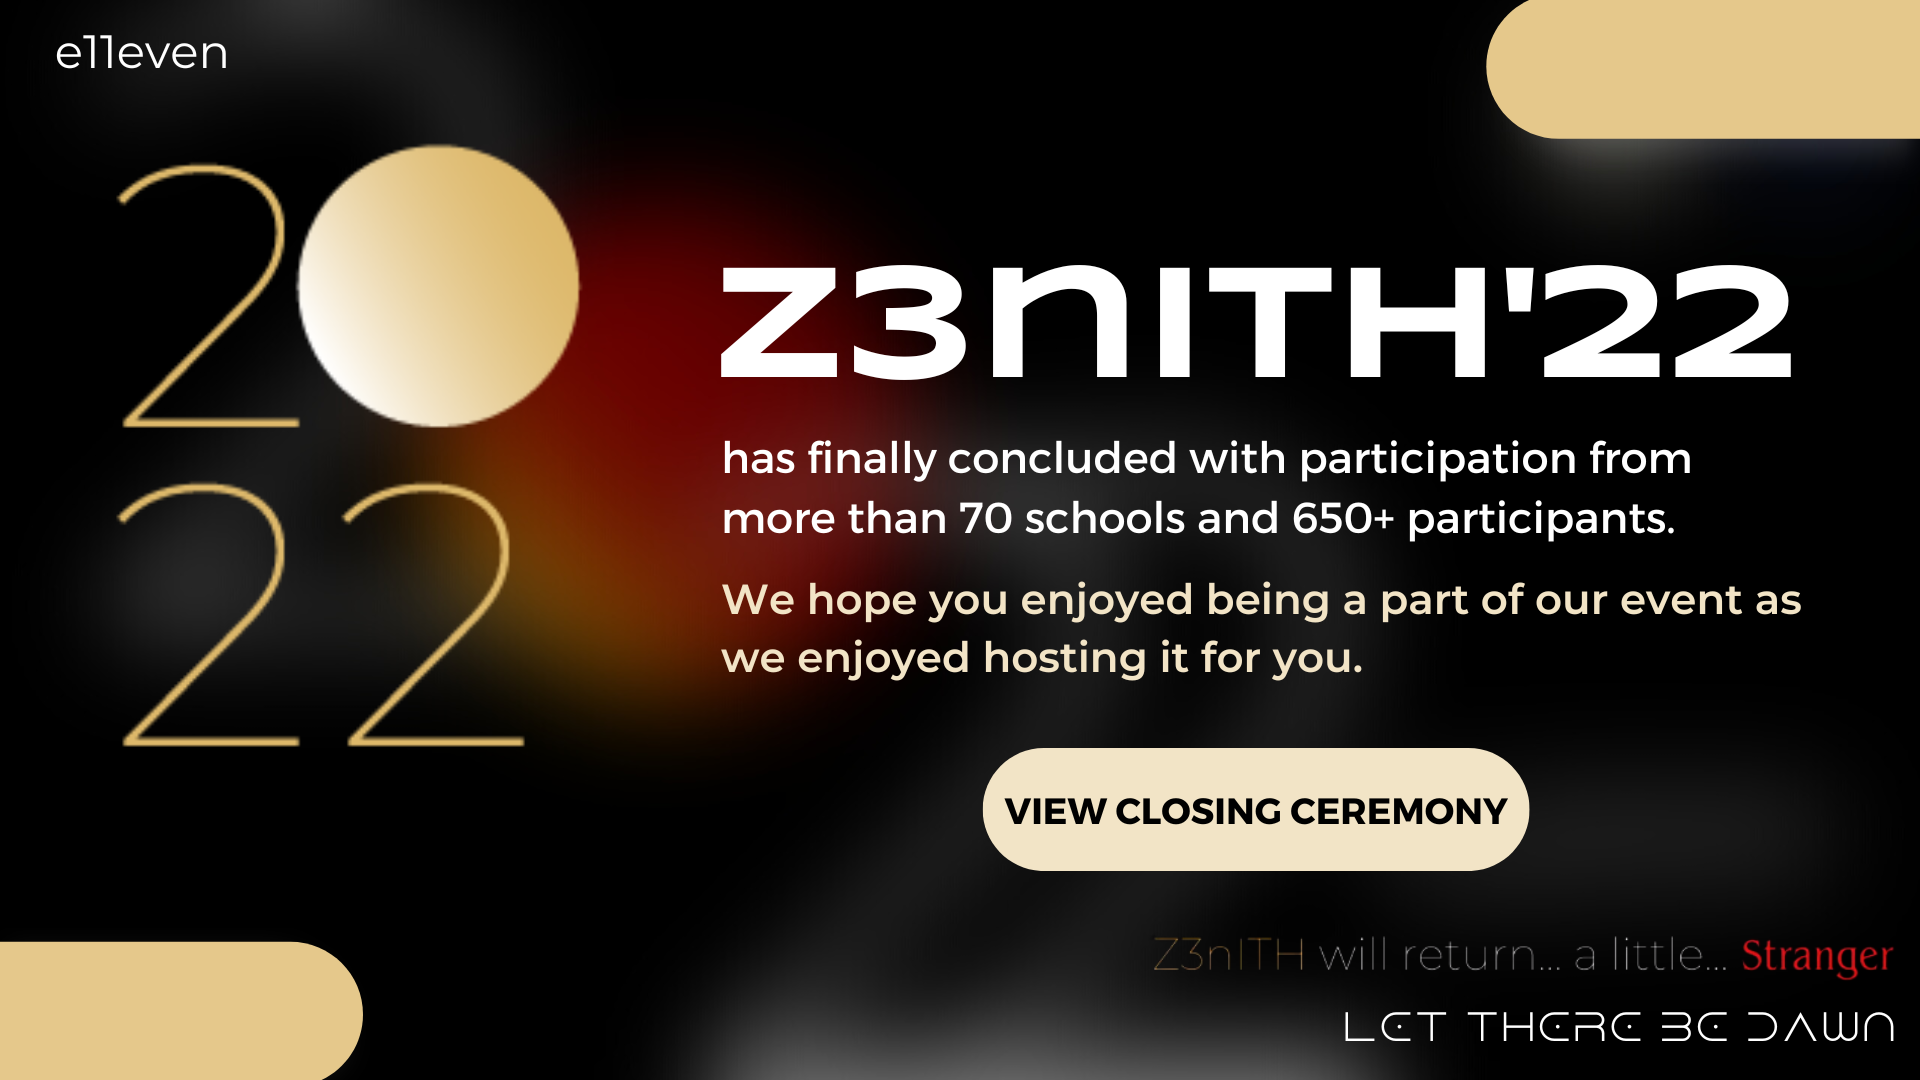 e11even
20
22
Z3nITH'22
has finally concluded with participation from
more than 70 schools and 650+ participants.
We hope you enjoyed being a part of our event as
we enjoyed hosting it for you.
VIEW CLOSING CEREMONY
Z3nITH will return... a little... Stranger
LET THERE BE DAWN